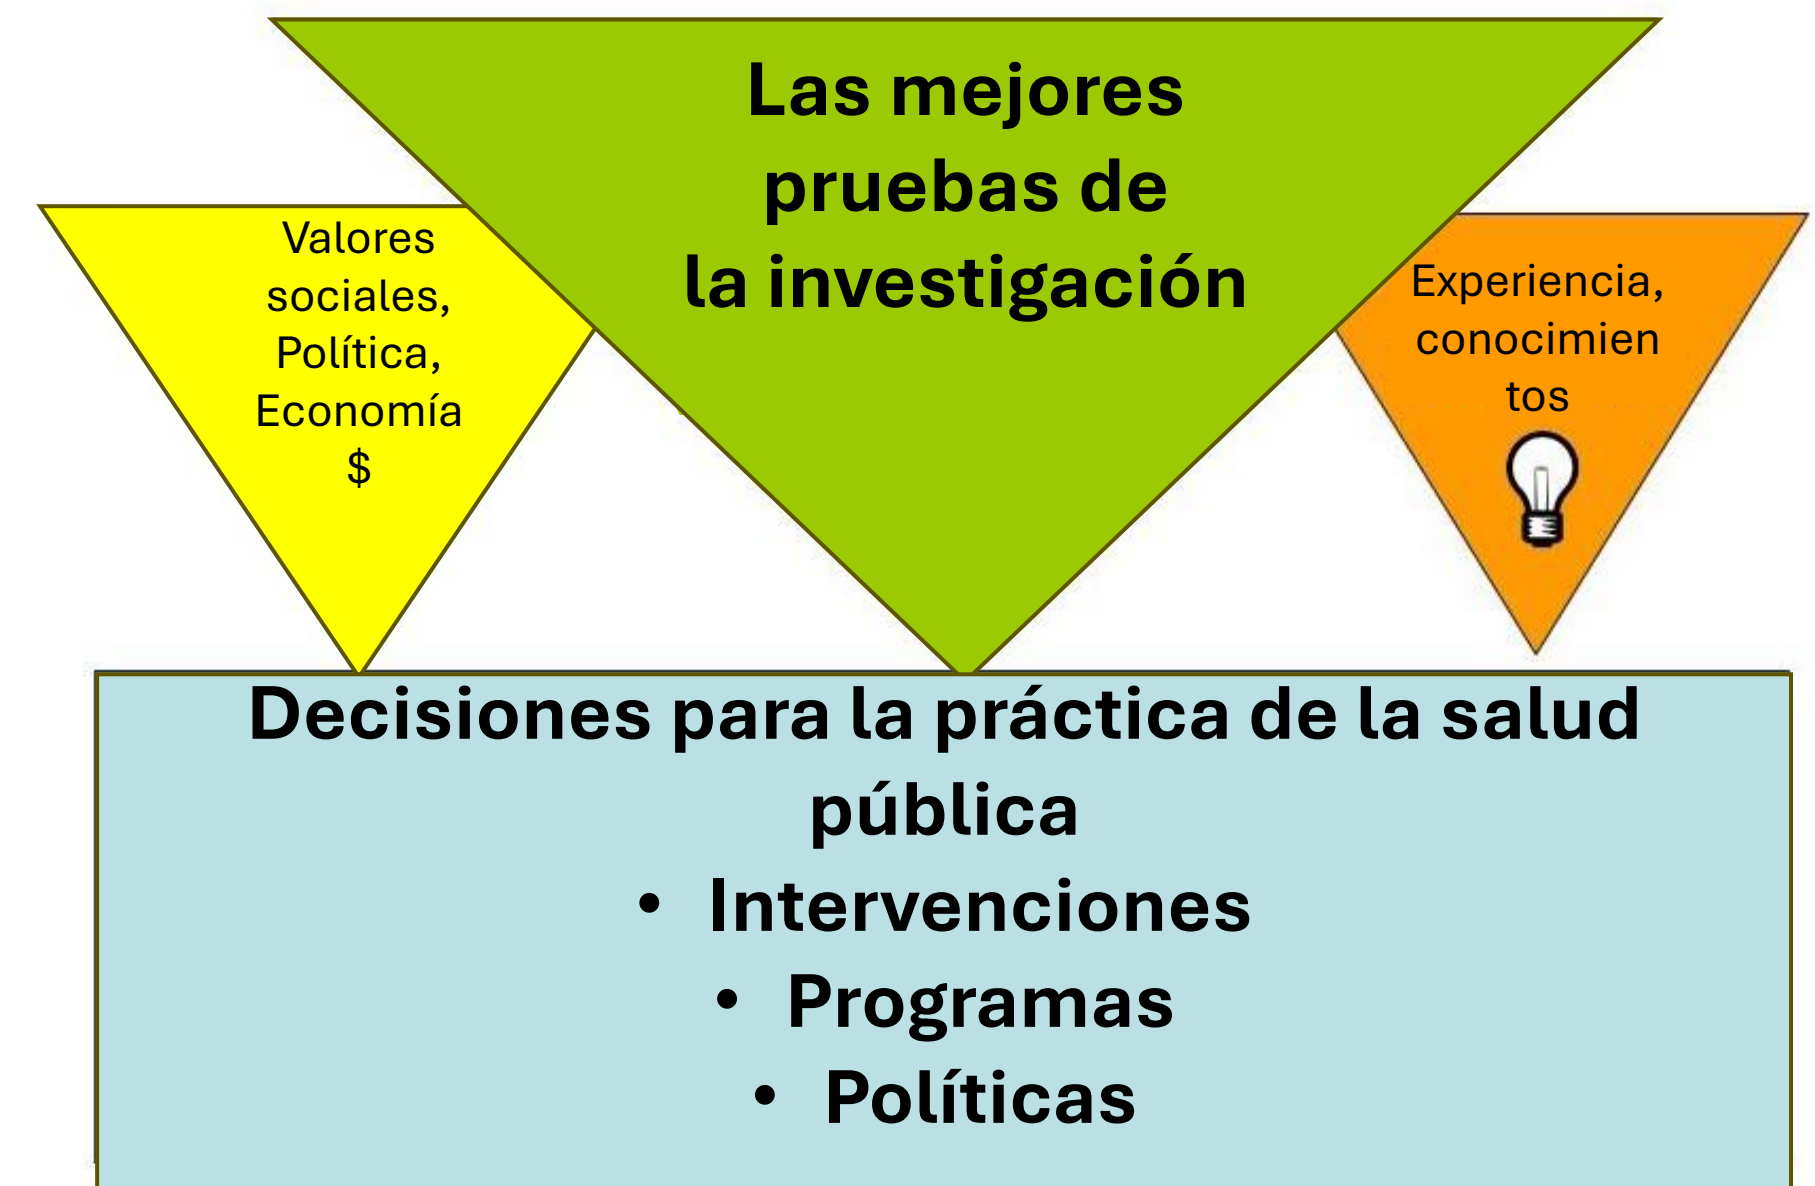 Las mejores
pruebas de
la investigación
Valores
sociales,
Política,
Economía
$
Experiencia,
conocimien
tos
Decisiones para la práctica de la salud
pública
• Intervenciones
• Programas
• Políticas